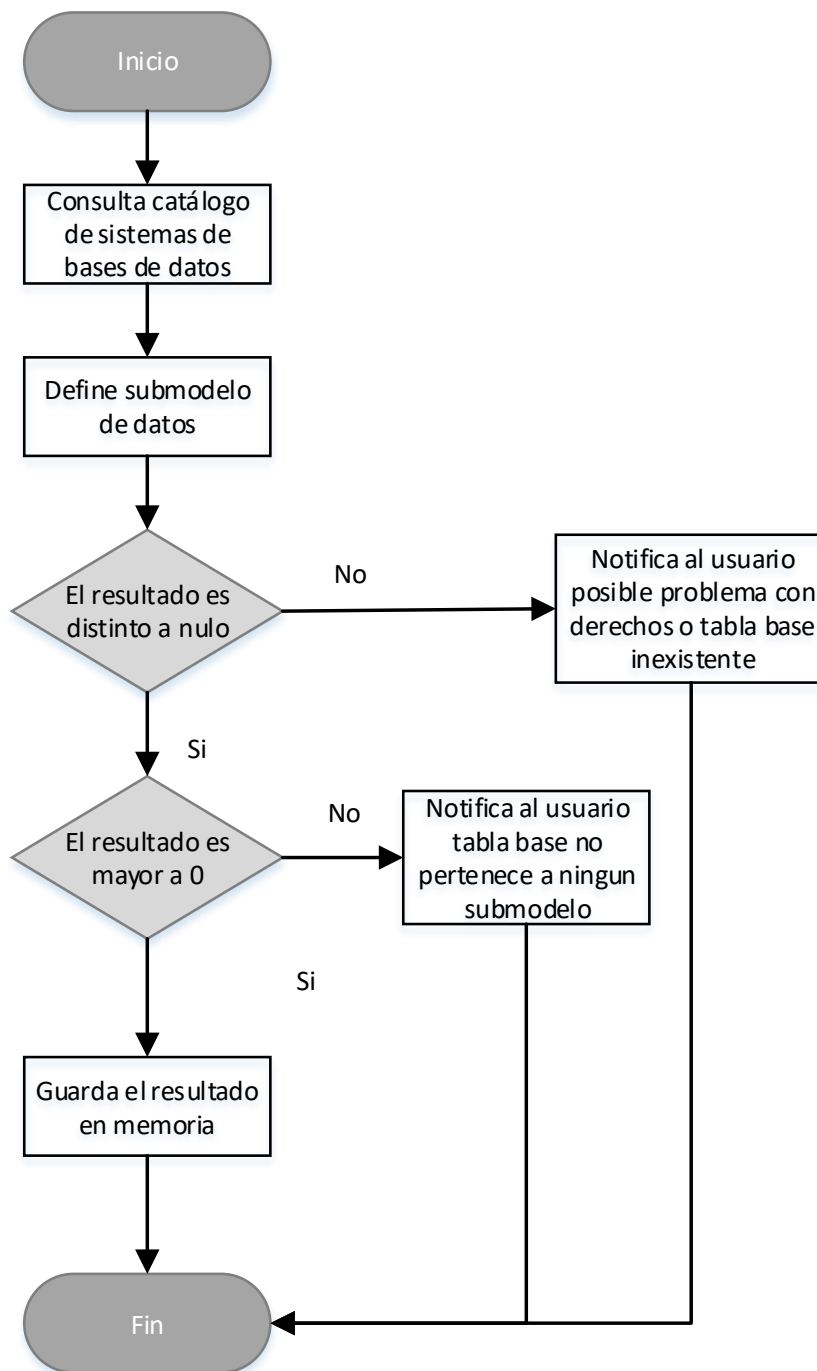 Inicio
Consulta catálogo
de sistemas de
bases de datos
Define submodelo
de datos
El resultado es
distinto a nulo
No
Notifica al usuario
posible problema con
derechos o tabla base
inexistente
Si
El resultado es
mayor a 0
No
Notifica al usuario
tabla base no
pertenece a ningun
submodelo
Si
Guarda el resultado
en memoria
Fin